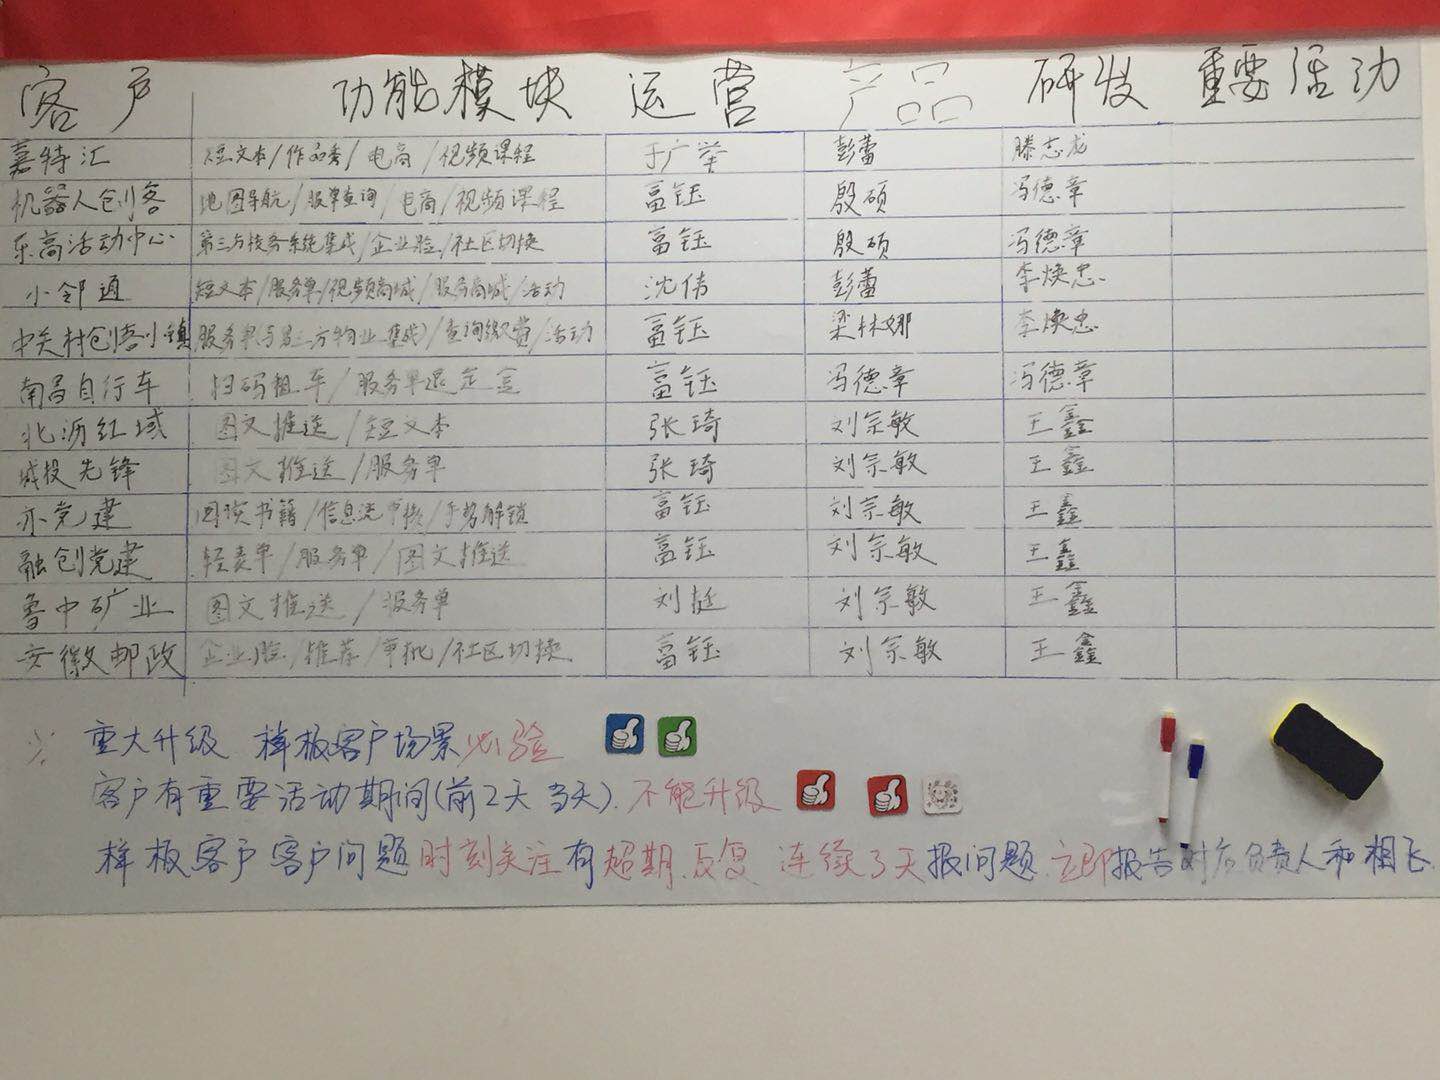 客户 功能模块 运营 产品 研发 重要活动
嘉特汇 短文本/作品秀/电商/视频课程 于广荣 彭蕾 滕志龙
机器人创客 地图导航/服单查询/电商/视频课程 富钰 殷硕 冯德章
乐高活动中心 第三方技务系统集成/企业脸/社区切换 富钰 殷硕 冯德章
小邻通 短文本/服务单/视频商城/服务商城/活动 沈伟 彭蕾 李焕忠
中关村创客小镇 服务单(与第三方物业集成)/查询缴费/活动 富钰 梁林娜 李焕忠
南昌自行车 扫码租车/服务单退定金 富钰 冯德章 冯德章
北沥红域 图文推送/短文本 张琦 刘宗敏 王鑫
城投先锋 图文推送/服务单 张琦 刘宗敏 王鑫
亦党建 阅读书籍/信息流审核/手势解锁 富钰 刘宗敏 王鑫
融创党建 轻表单/服务单/图文推送 富钰 刘宗敏 王鑫
鲁中矿业 图文推送/服务单 刘挺 刘宗敏 王鑫
安徽邮政 企业脸/推荐/审批/社区切换 富钰 刘宗敏 王鑫
重大升级 样板客户场景必验
客户有重要活动期间(前2天 当天).不能升级
样板客户客户问题时刻关注有超期.反复 连续3天报问题.立即报告对应负责人和相飞.